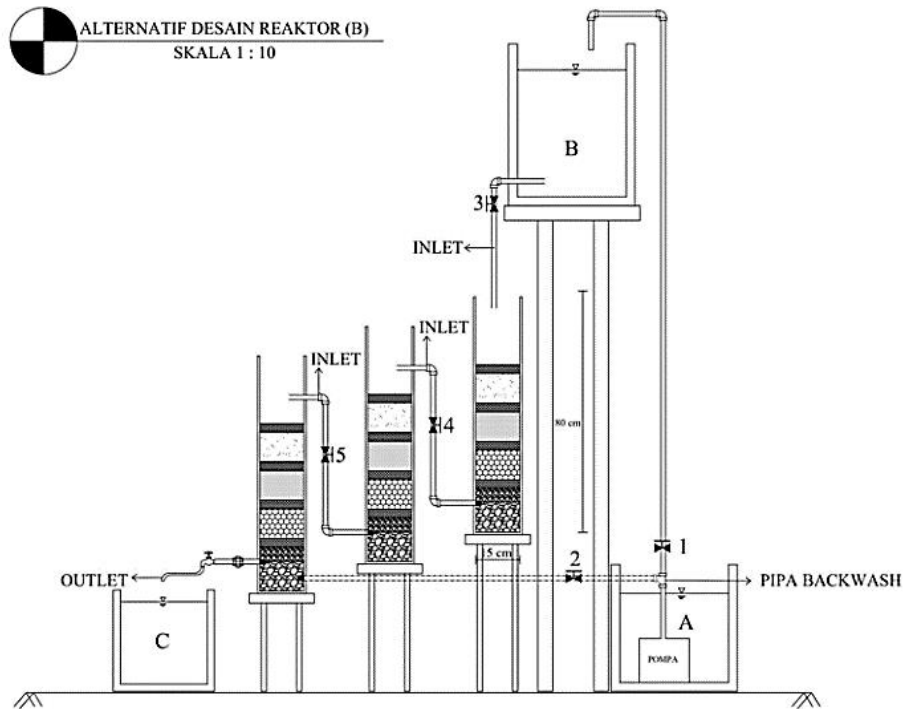 ALTERNATIF DESAIN REAKTOR (B)
SKALA 1 : 10
B
3
INLET
INLET
INLET
4
5
80 cm
15 cm
1
2
OUTLET
PIPA BACKWASH
C
A
POMPA